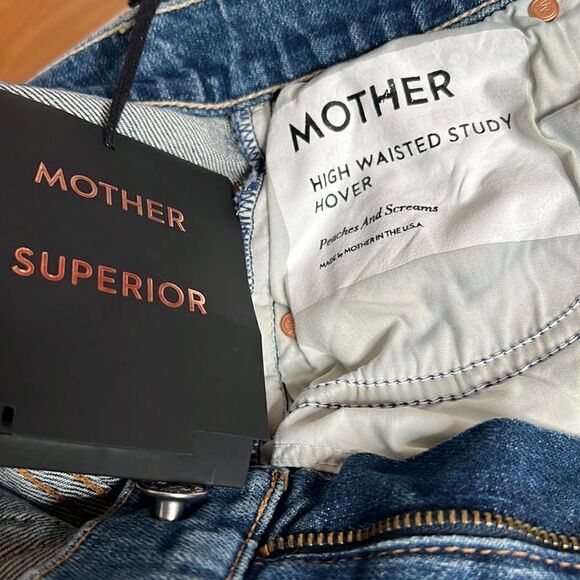 MOTHER
SUPERIOR
MOTHER
HIGH WAISTED STUDY
HOVER
Peaches And Screams
MADE by MOTHER IN THE U.S.A.